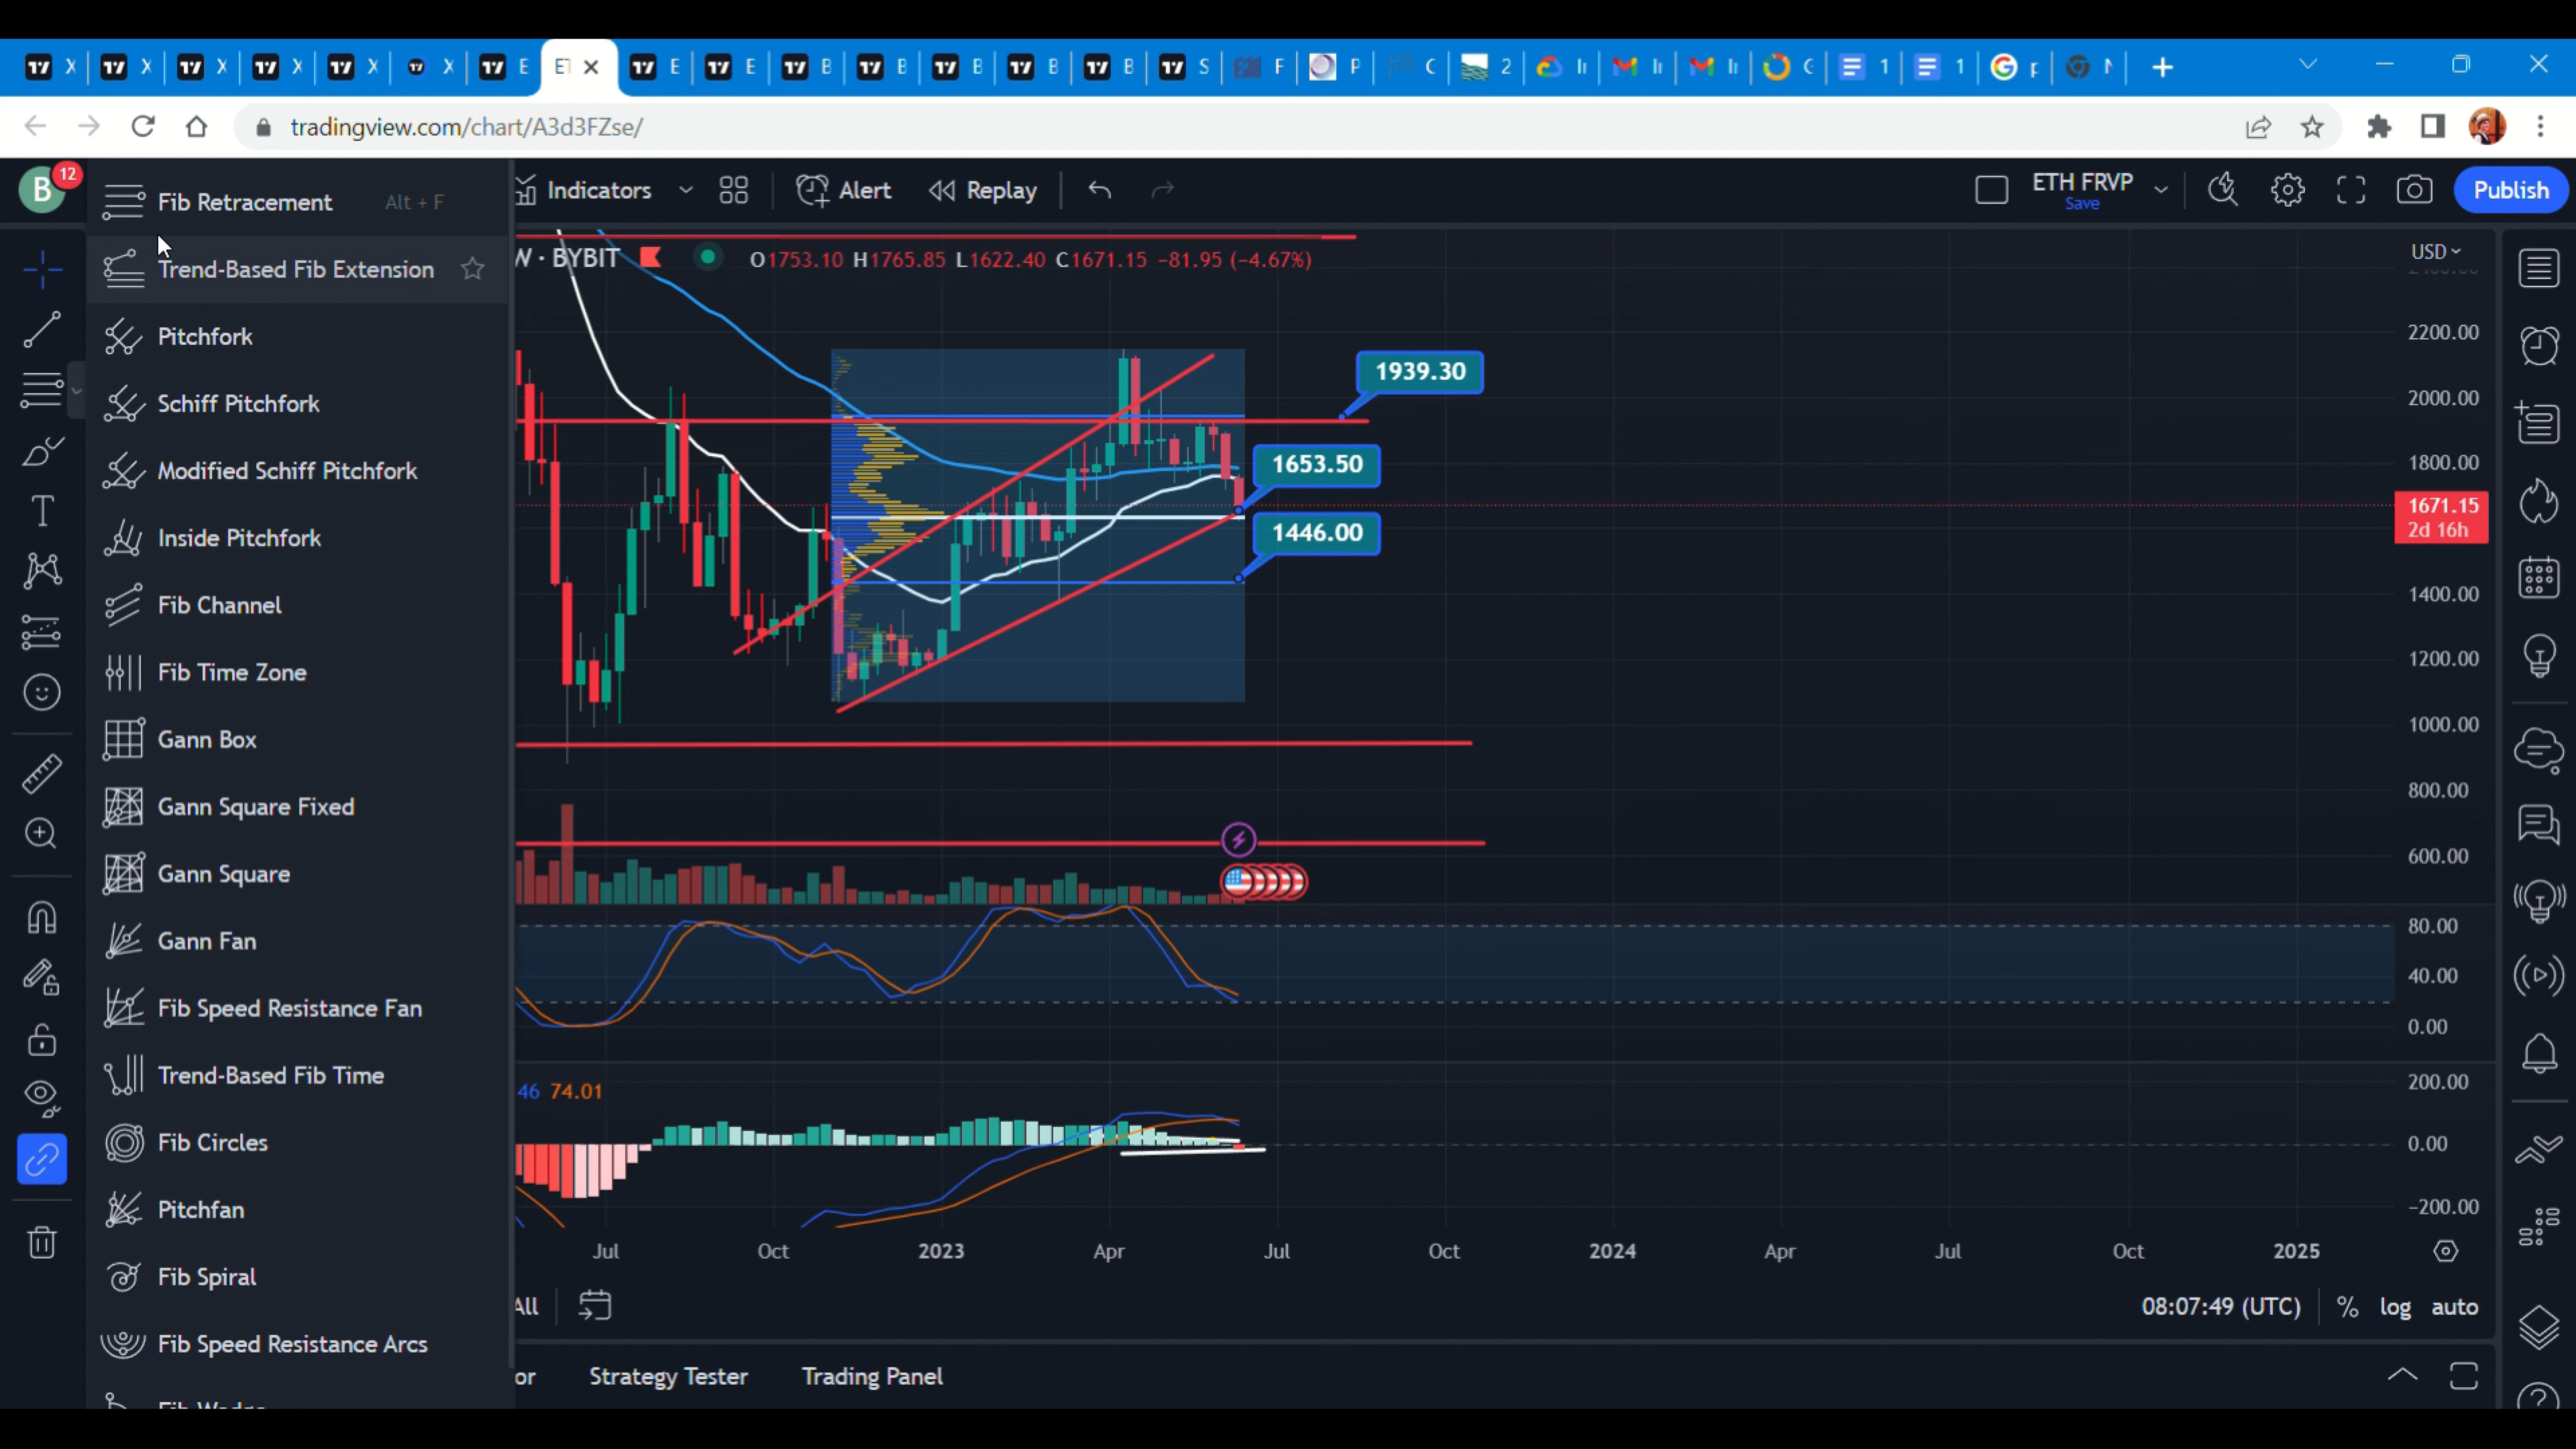 X X X X X X E ET E E B B B B B S F P C 2 G 1 1
tradingview.com/chart/A3d3FZse/
B 12
Indicators Alert Replay ETH FRVP Save Publish
Fib Retracement Alt + F
Trend-Based Fib Extension
Pitchfork
Schiff Pitchfork
Modified Schiff Pitchfork
Inside Pitchfork
Fib Channel
Fib Time Zone
Gann Box
Gann Square Fixed
Gann Square
Gann Fan
Fib Speed Resistance Fan
Trend-Based Fib Time
Fib Circles
Pitchfan
Fib Spiral
Fib Speed Resistance Arcs
W · BYBIT O1753.10 H1765.85 L1622.40 C1671.15 −81.95 (−4.67%)
USD
2200.00
2000.00
1800.00
1671.15
2d 16h
1400.00
1200.00
1000.00
800.00
600.00
1939.30
1653.50
1446.00
80.00
40.00
0.00
46 74.01
200.00
0.00
−200.00
Jul Oct 2023 Apr Jul Oct 2024 Apr Jul Oct 2025
All 08:07:49 (UTC) % log auto
or Strategy Tester Trading Panel